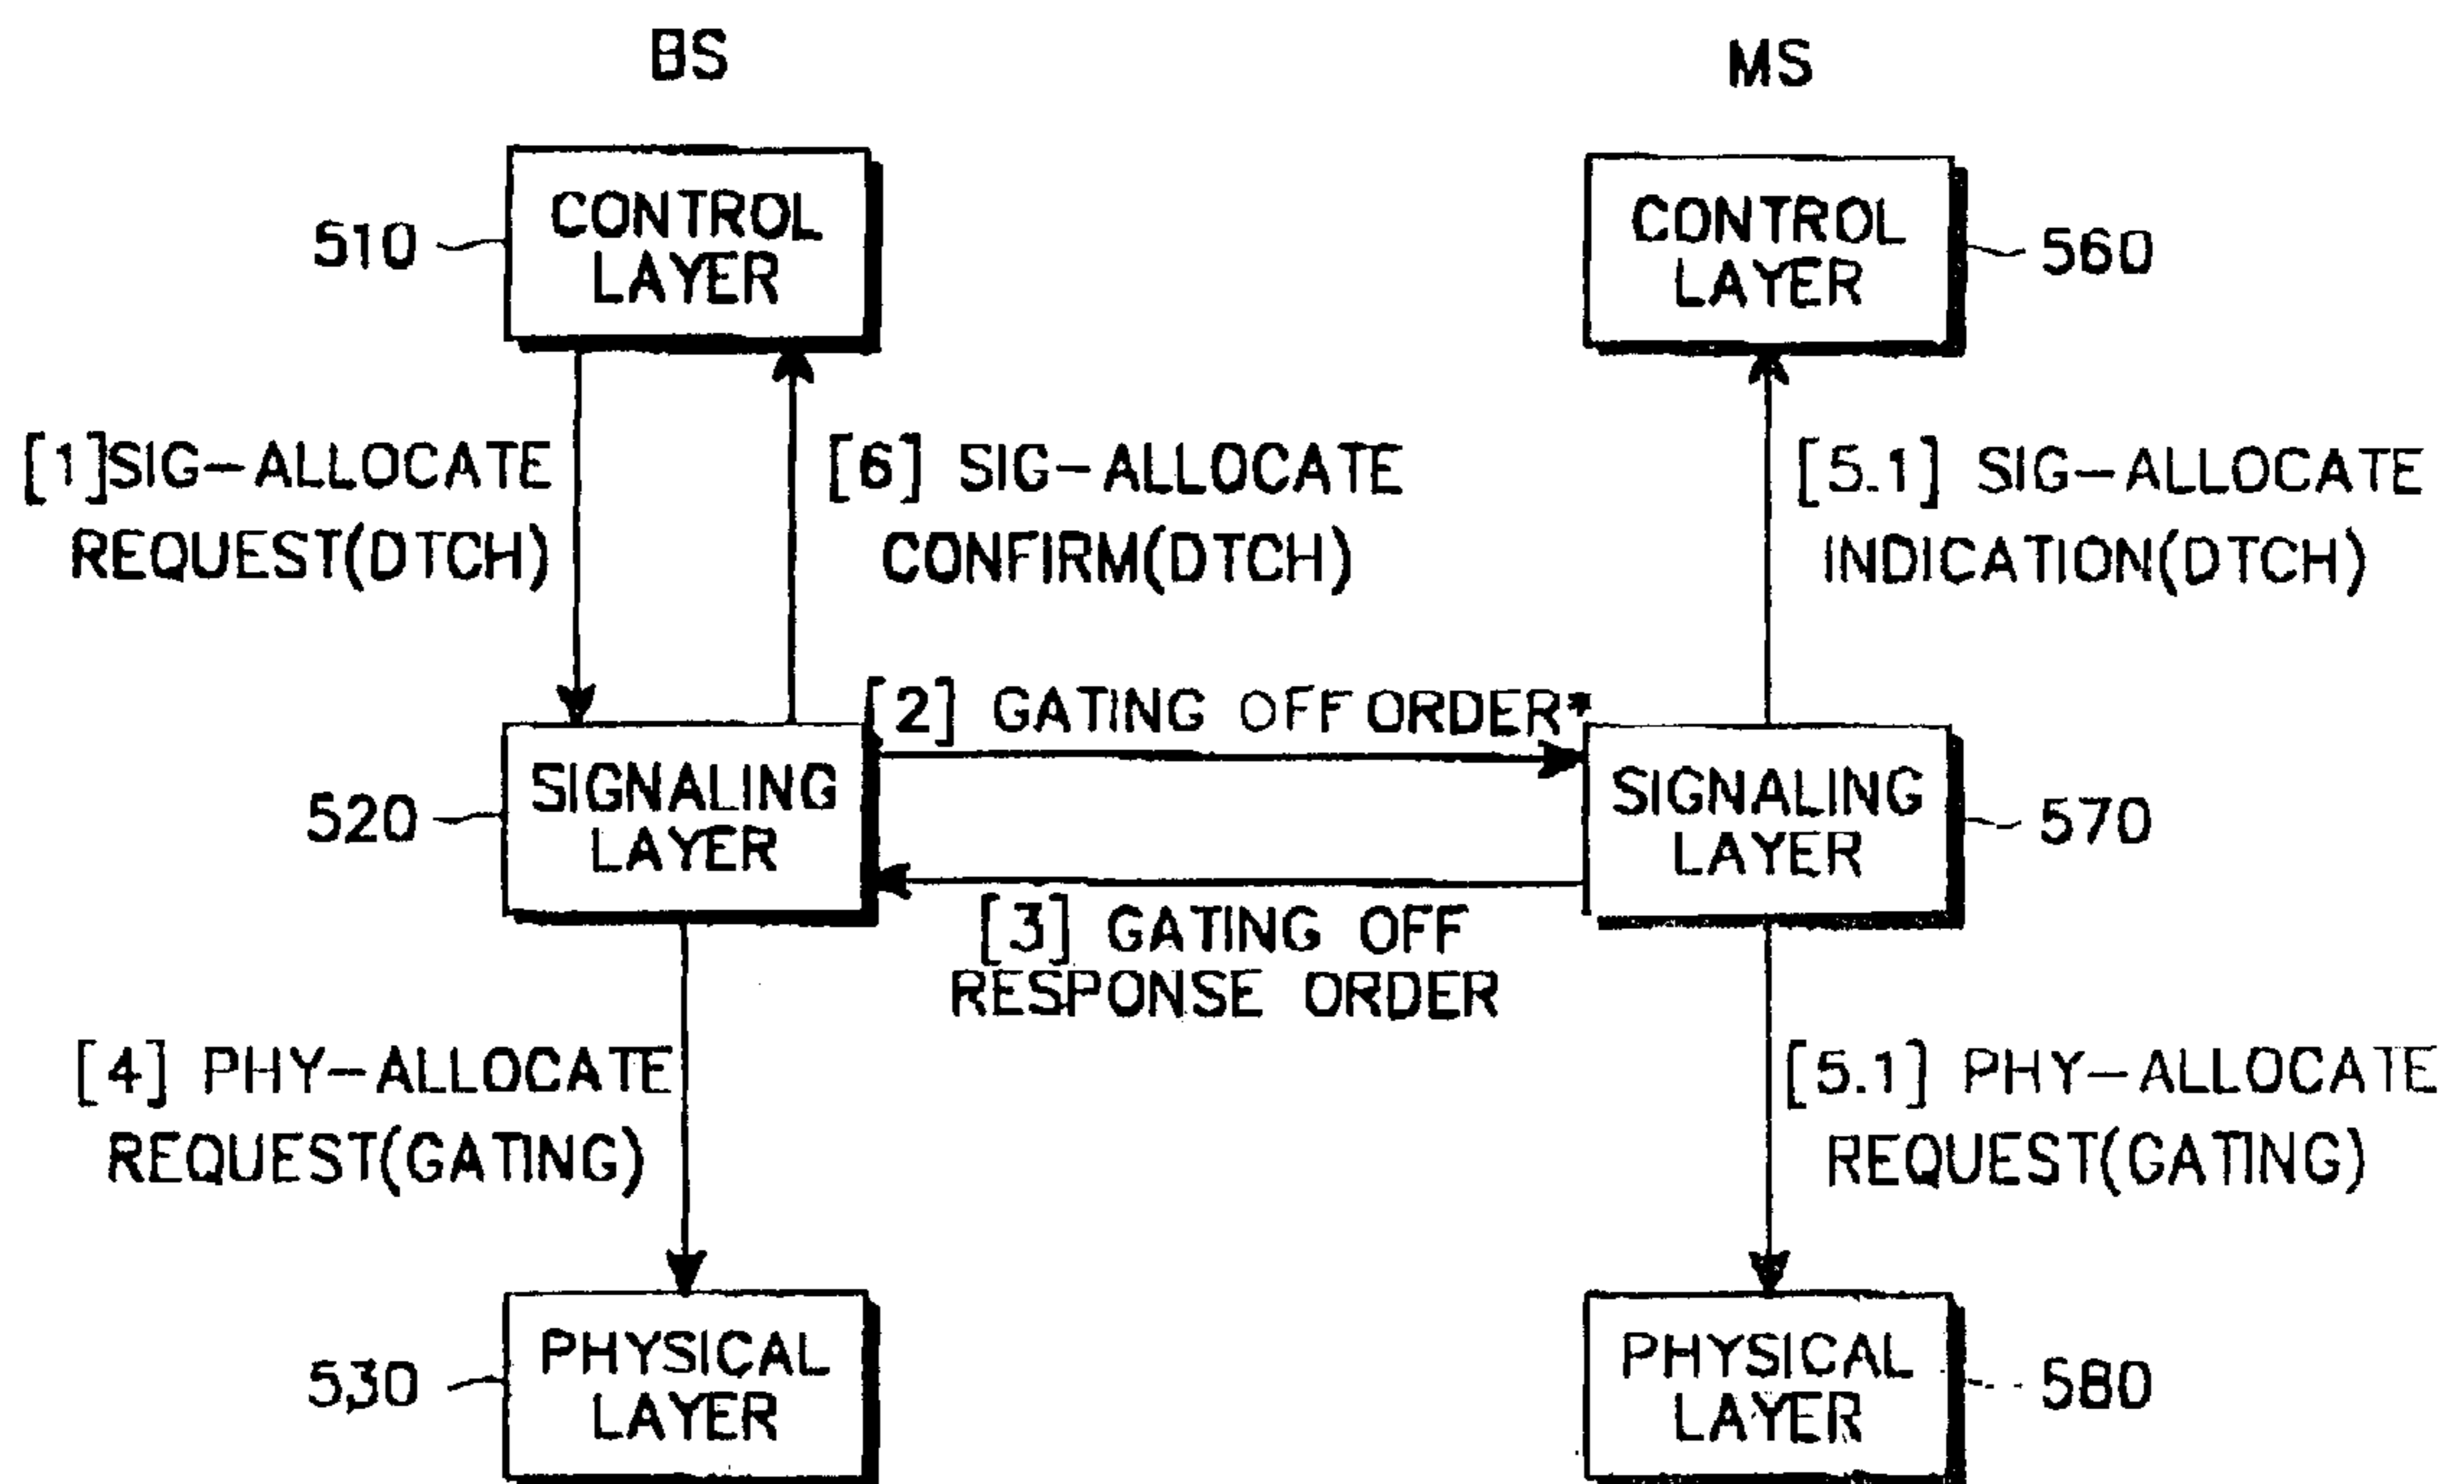 BS
MS
CONTROL
LAYER
510
CONTROL
LAYER
560
[1]SIG-ALLOCATE
REQUEST(DTCH)
[6] SIG-ALLOCATE
CONFIRM(DTCH)
[5.1] SIG-ALLOCATE
INDICATION(DTCH)
[2] GATING OFF ORDER*
SIGNALING
LAYER
520
SIGNALING
LAYER
570
[3] GATING OFF
RESPONSE ORDER
[4] PHY-ALLOCATE
REQUEST(GATING)
[5.1] PHY-ALLOCATE
REQUEST(GATING)
PHYSICAL
LAYER
530
PHYSICAL
LAYER
580